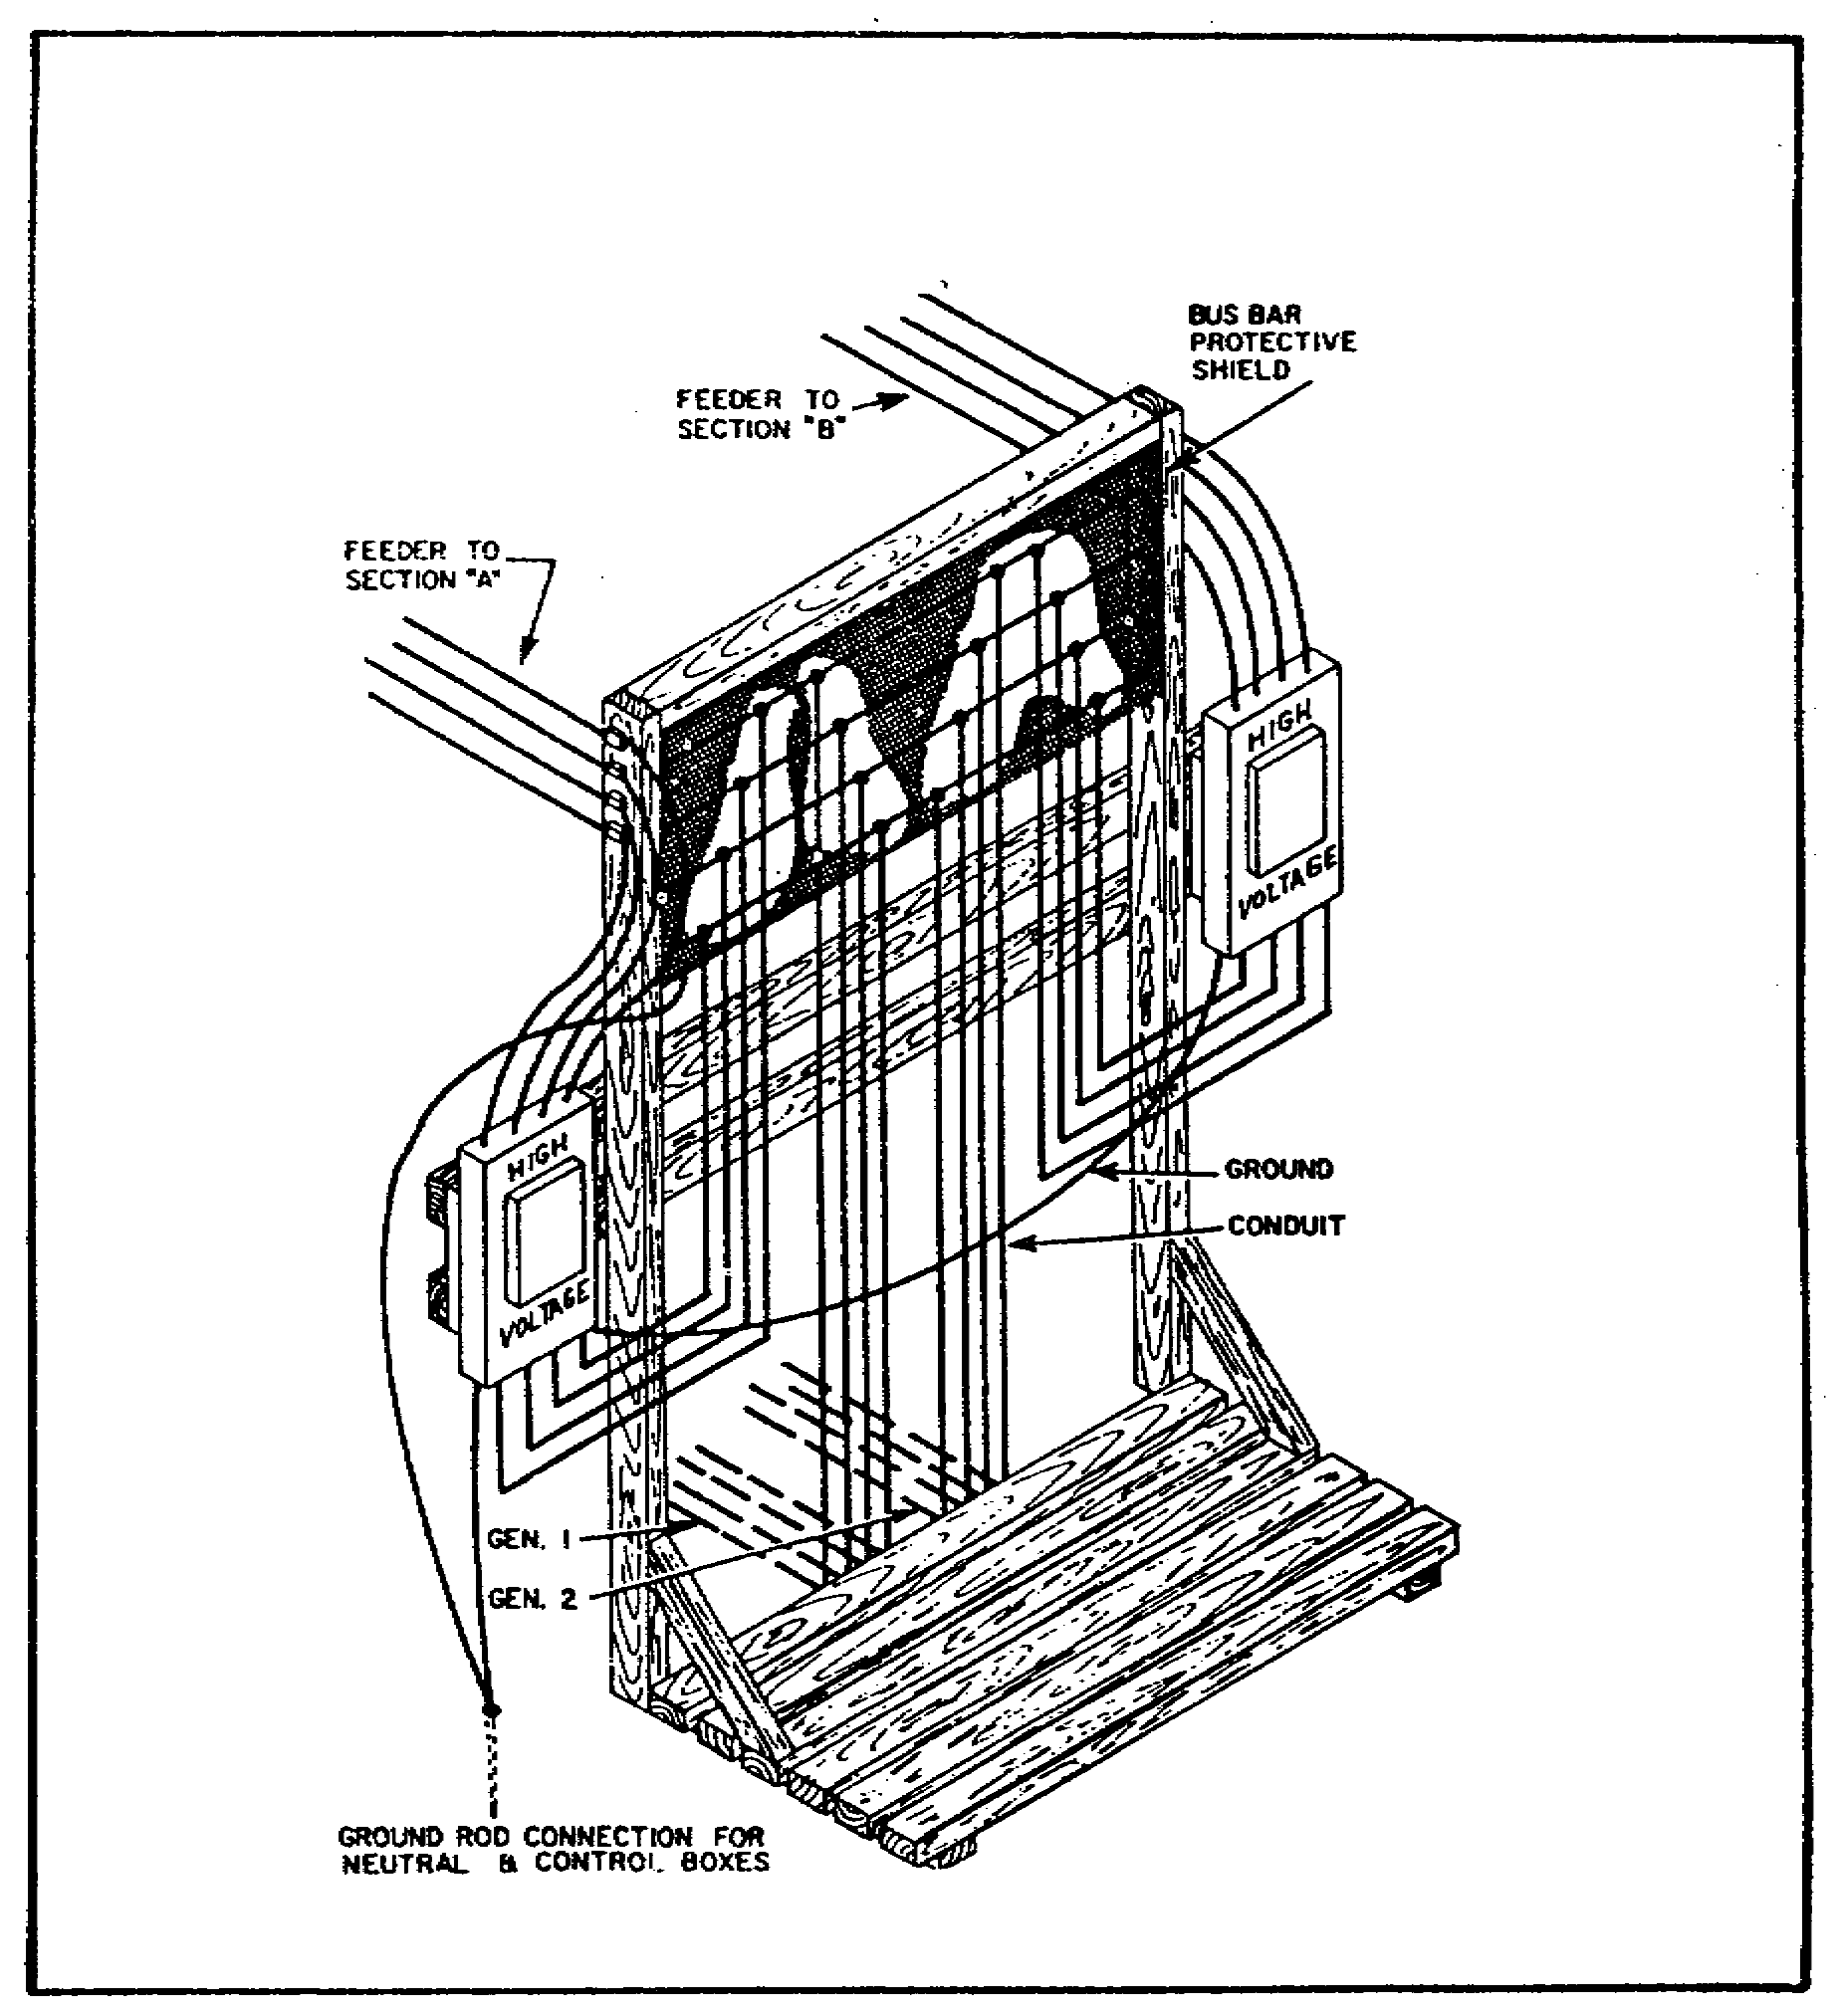 BUS BAR
PROTECTIVE
SHIELD
FEEDER TO
SECTION "B"
FEEDER TO
SECTION "A"
HIGH
VOLTAGE
HIGH
VOLTAGE
GROUND
CONDUIT
GEN. 1
GEN. 2
GROUND ROD CONNECTION FOR
NEUTRAL & CONTROL BOXES